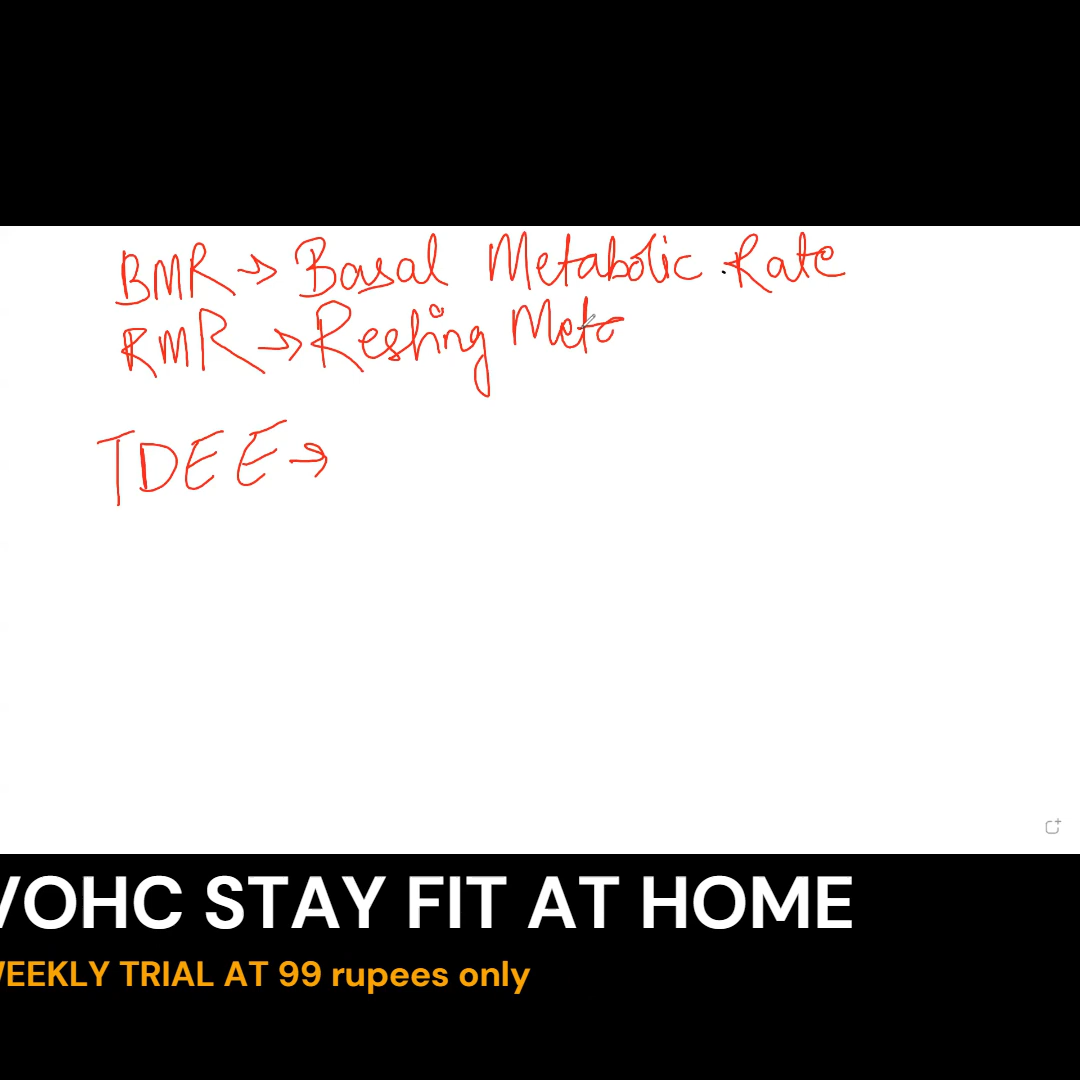 BMR → Basal Metabolic Rate
RMR → Resting Meta
TDEE →
VOHC STAY FIT AT HOME
WEEKLY TRIAL AT 99 rupees only